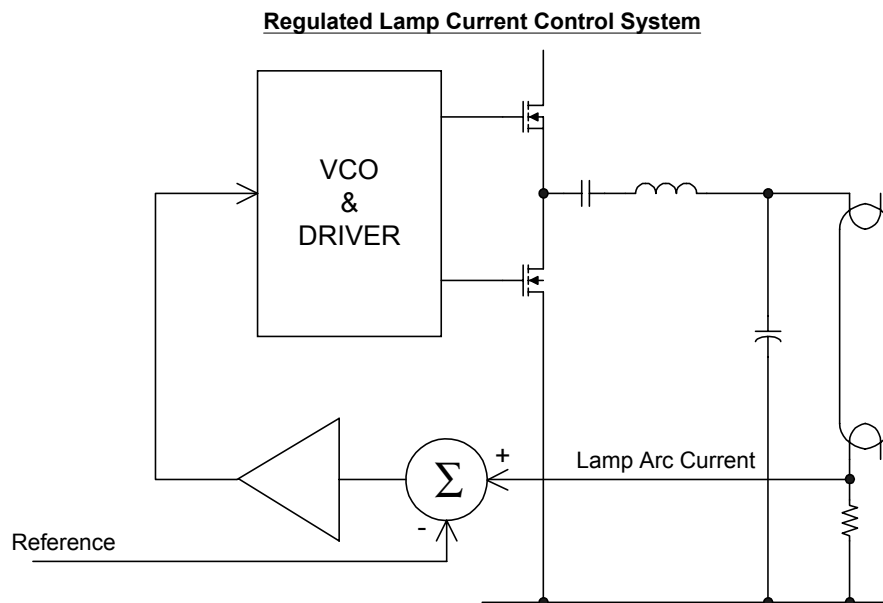 Regulated Lamp Current Control System
VCO
&
DRIVER
Lamp Arc Current
+
Σ
-
Reference